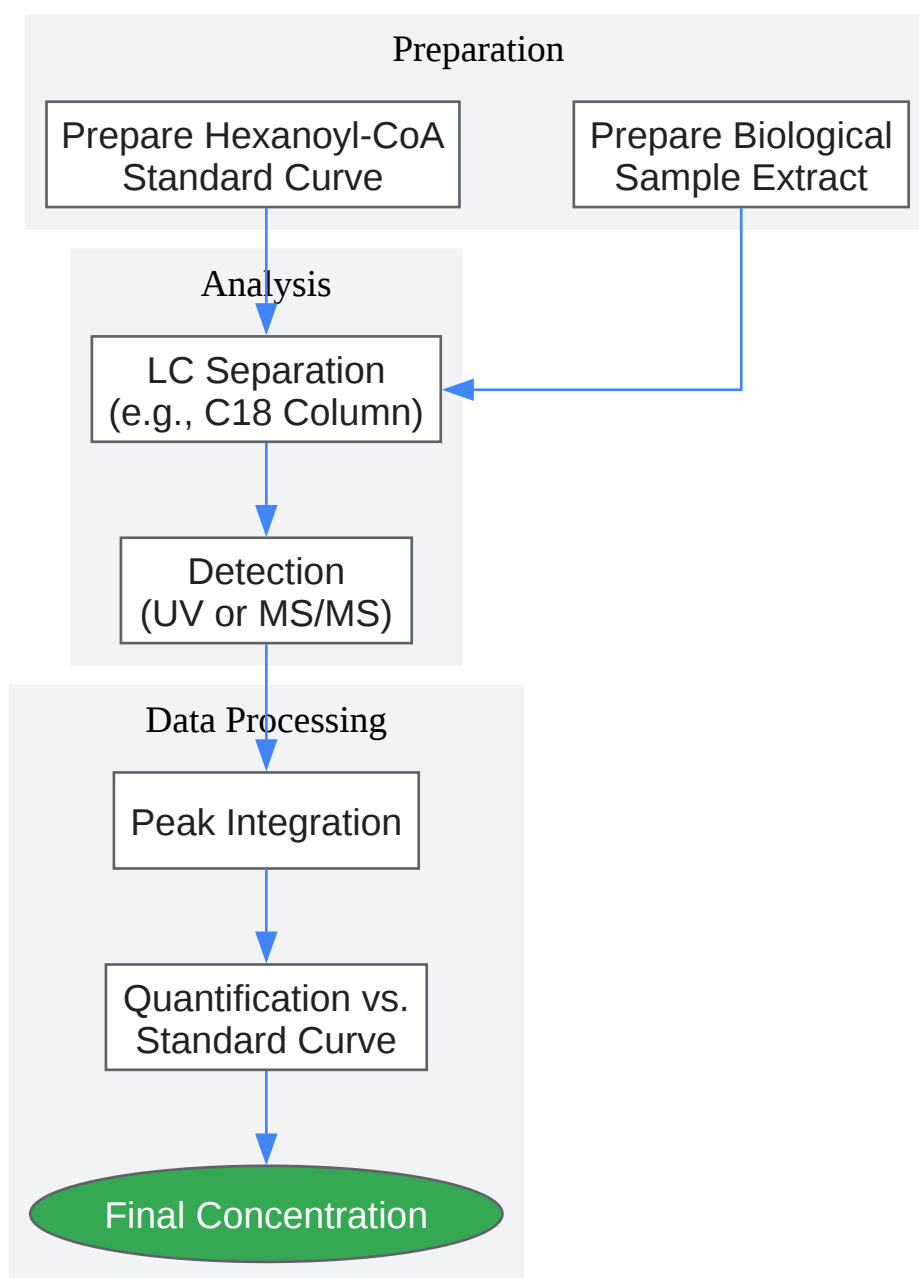 Preparation
Prepare Hexanoyl-CoA
Standard Curve
Prepare Biological
Sample Extract
Analysis
LC Separation
(e.g., C18 Column)
Detection
(UV or MS/MS)
Data Processing
Peak Integration
Quantification vs.
Standard Curve
Final Concentration